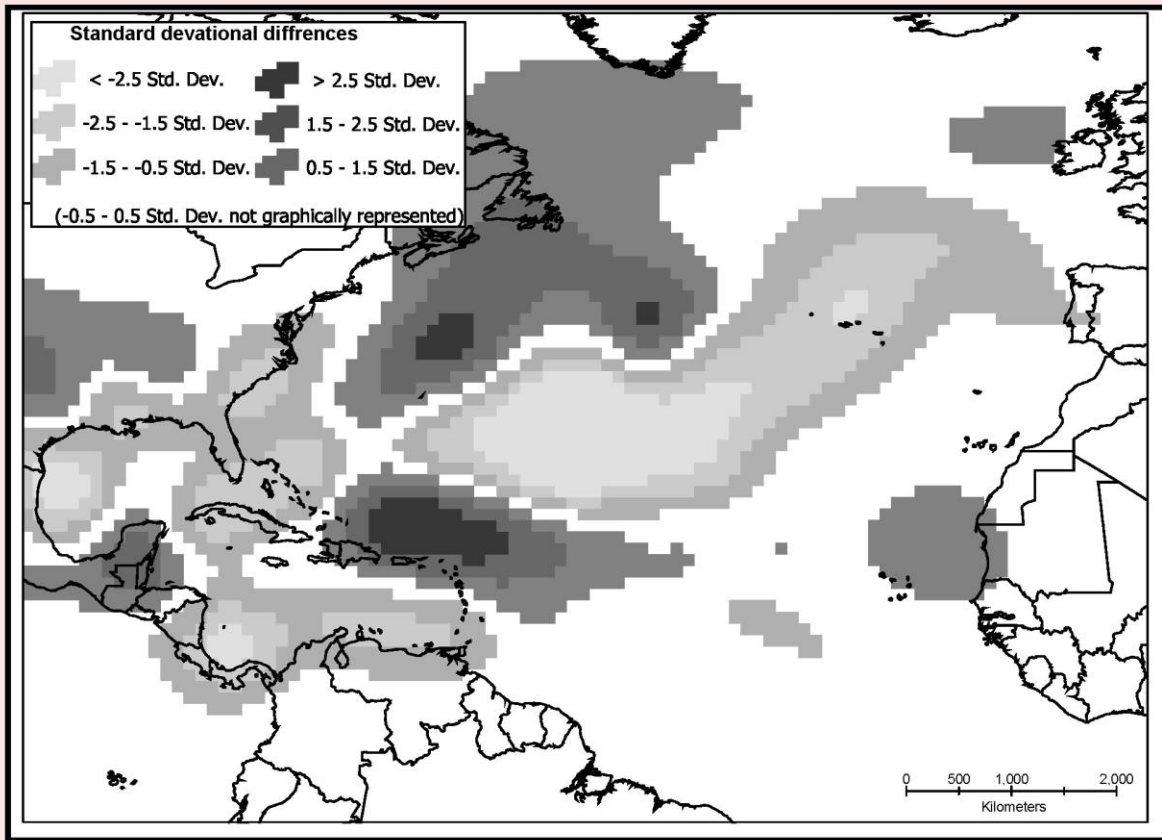 Standard devational diffrences
< -2.5 Std. Dev.
> 2.5 Std. Dev.
-2.5 - -1.5 Std. Dev.
1.5 - 2.5 Std. Dev.
-1.5 - -0.5 Std. Dev.
0.5 - 1.5 Std. Dev.
(-0.5 - 0.5 Std. Dev. not graphically represented)
0 500 1,000 2,000
Kilometers